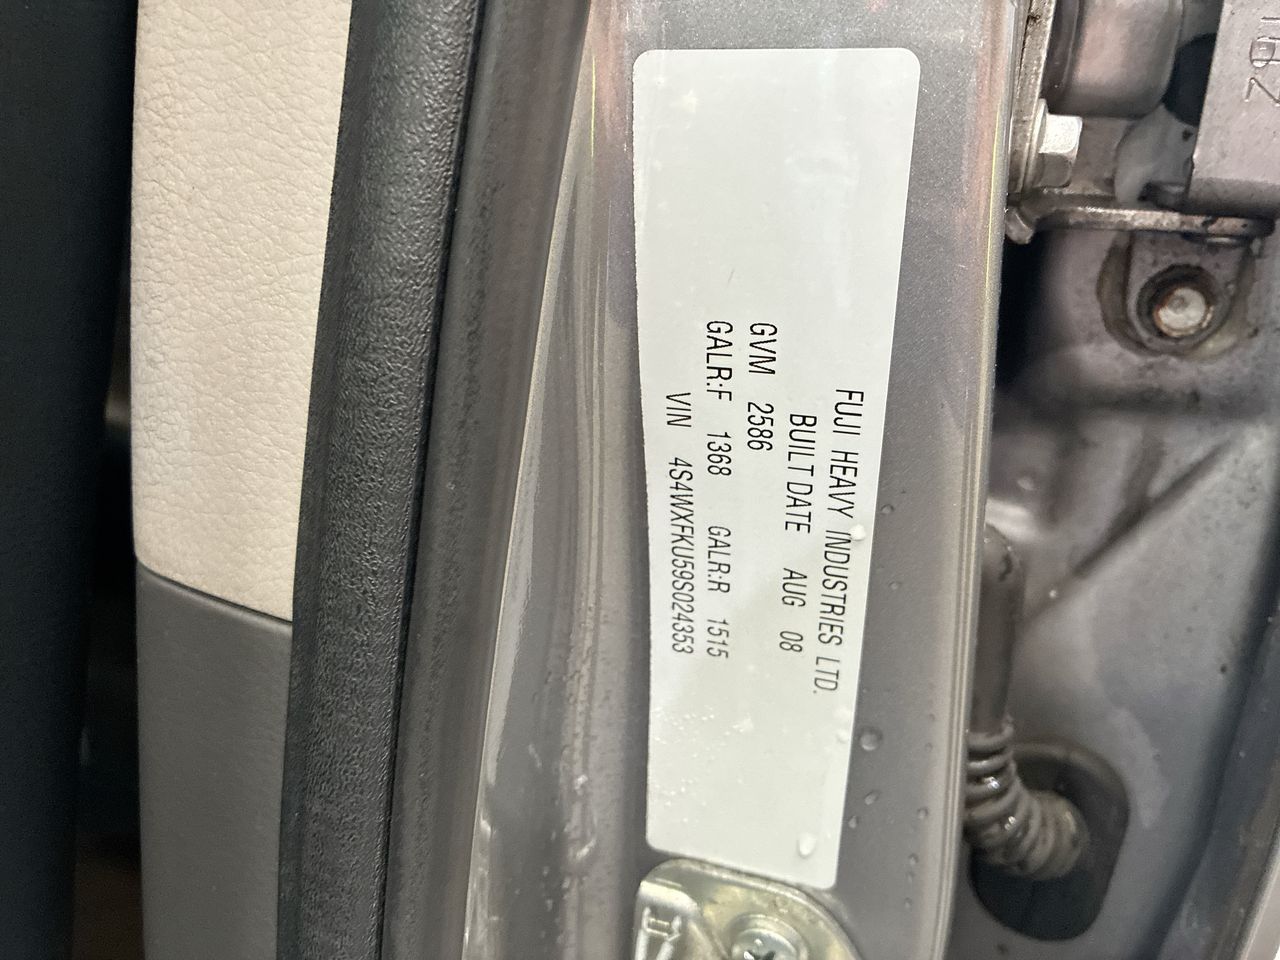 FUJI HEAVY INDUSTRIES LTD.
BUILT DATE AUG 08
GVM 2586
GALR:F 1368 GALR:R 1515
VIN 4S4WXFKU59S024353